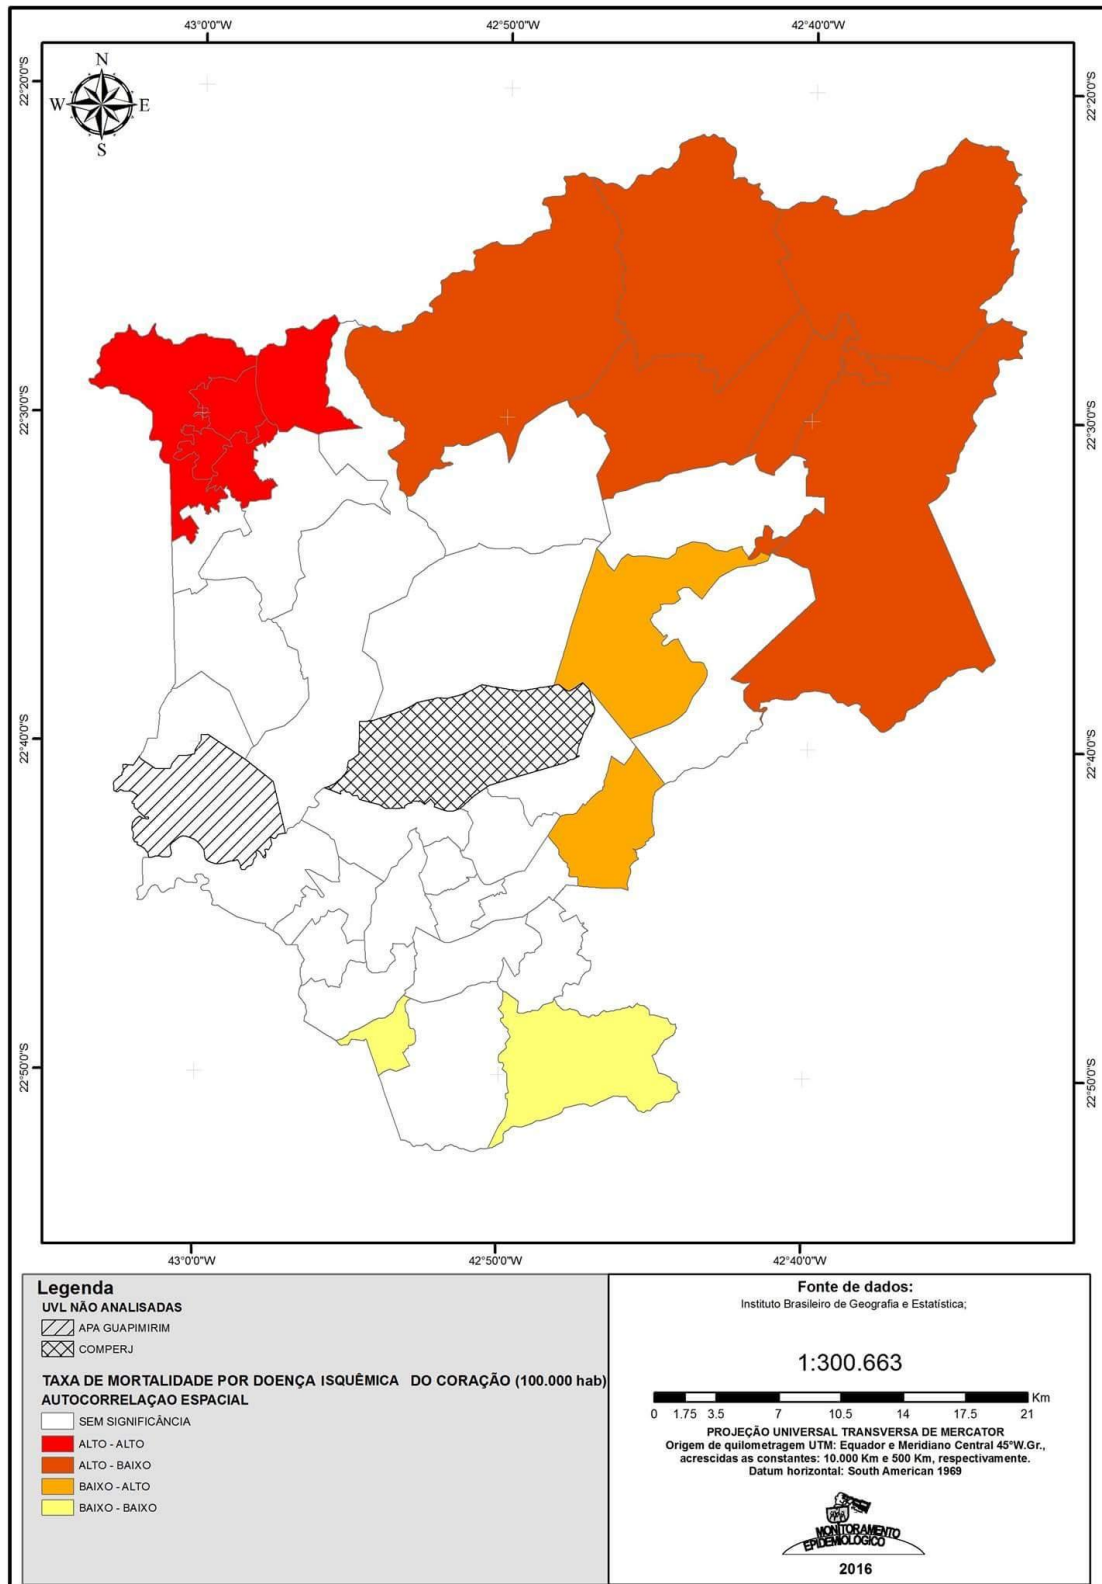 43°0'0"W 42°50'0"W 42°40'0"W
N
W E
S
22°20'0"S 22°20'0"S
22°30'0"S 22°30'0"S
22°40'0"S 22°40'0"S
22°50'0"S 22°50'0"S
43°0'0"W 42°50'0"W 42°40'0"W
Legenda
UVL NÃO ANALISADAS
APA GUAPIMIRIM
COMPERJ
TAXA DE MORTALIDADE POR DOENÇA ISQUÊMICA DO CORAÇÃO (100.000 hab)
AUTOCORRELAÇAO ESPACIAL
SEM SIGNIFICÂNCIA
ALTO - ALTO
ALTO - BAIXO
BAIXO - ALTO
BAIXO - BAIXO
Fonte de dados:
Instituto Brasileiro de Geografia e Estatística;
1:300.663
Km
0 1.75 3.5 7 10.5 14 17.5 21
PROJEÇÃO UNIVERSAL TRANSVERSA DE MERCATOR
Origem de quilometragem UTM: Equador e Meridiano Central 45°W.Gr.,
acrescidas as constantes: 10.000 Km e 500 Km, respectivamente.
Datum horizontal: South American 1969
MONITORAMENTO
EPIDEMIOLOGICO
2016